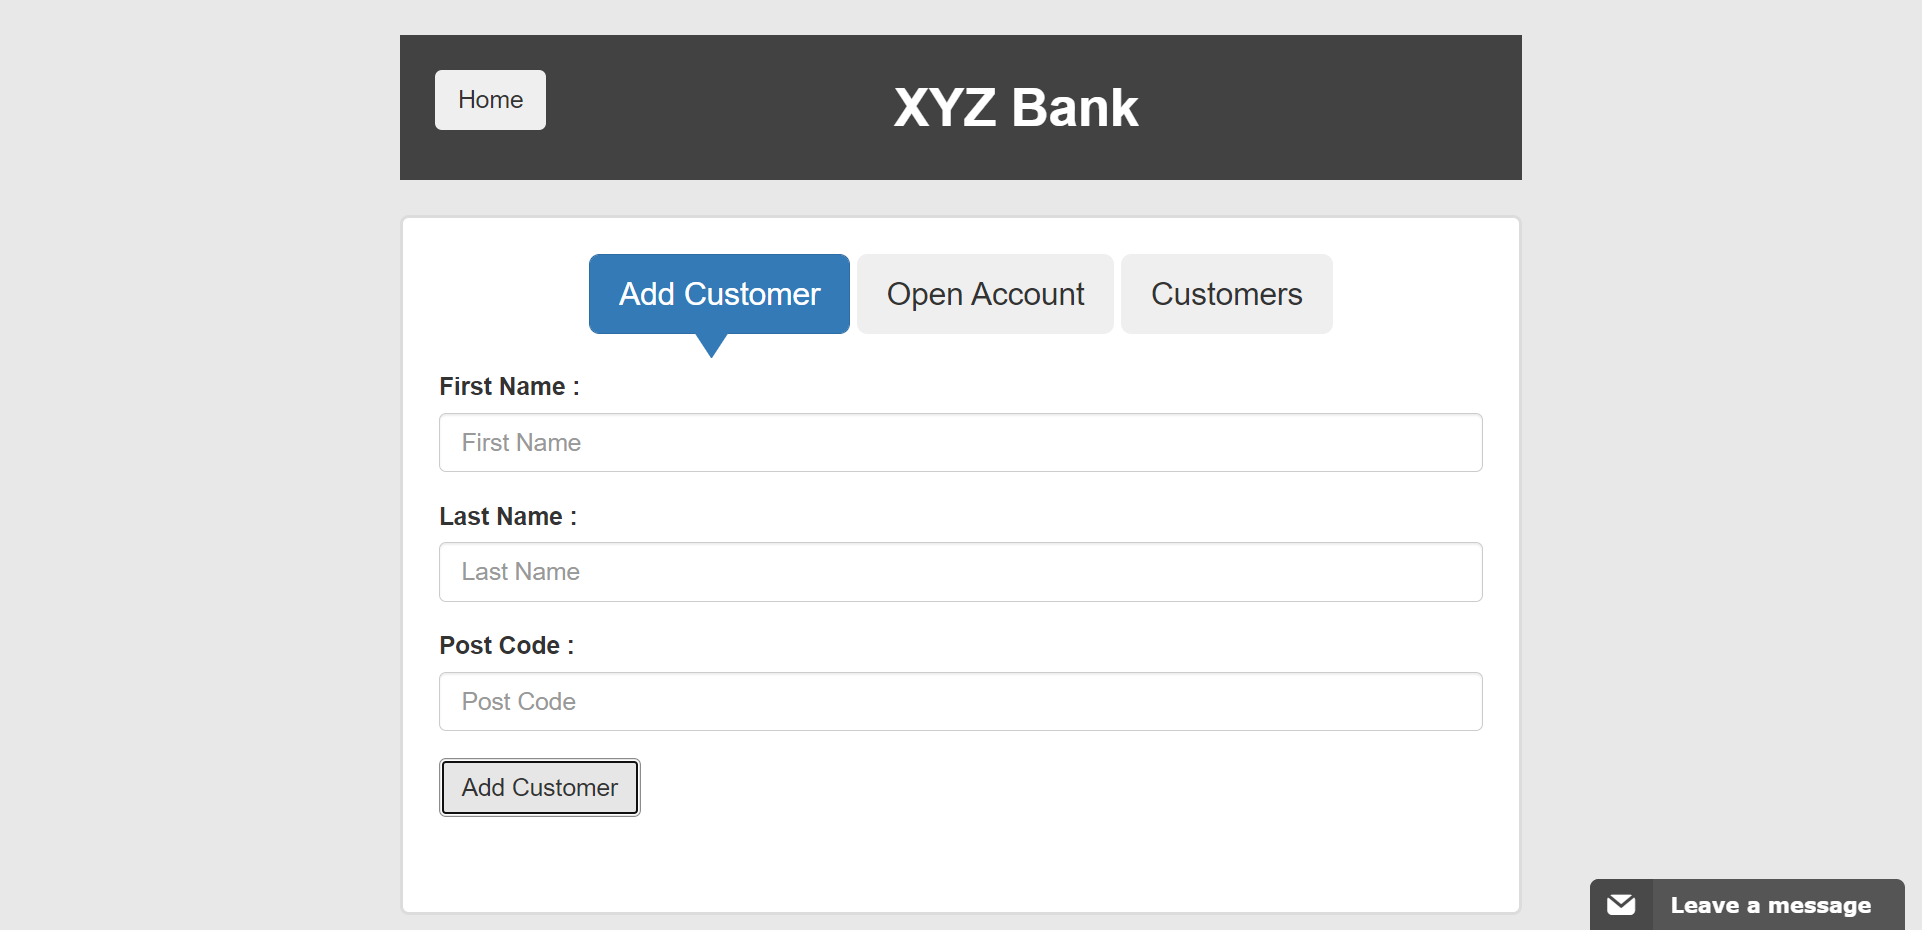 Home
XYZ Bank
Add Customer
Open Account
Customers
First Name :
First Name
Last Name :
Last Name
Post Code :
Post Code
Add Customer
Leave a message